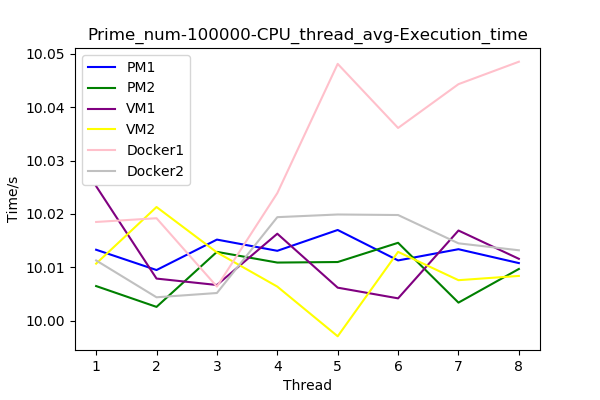 Prime_num-100000-CPU_thread_avg-Execution_time
10.05
10.04
10.03
10.02
10.01
10.00
Time/s
PM1
PM2
VM1
VM2
Docker1
Docker2
1 2 3 4 5 6 7 8
Thread